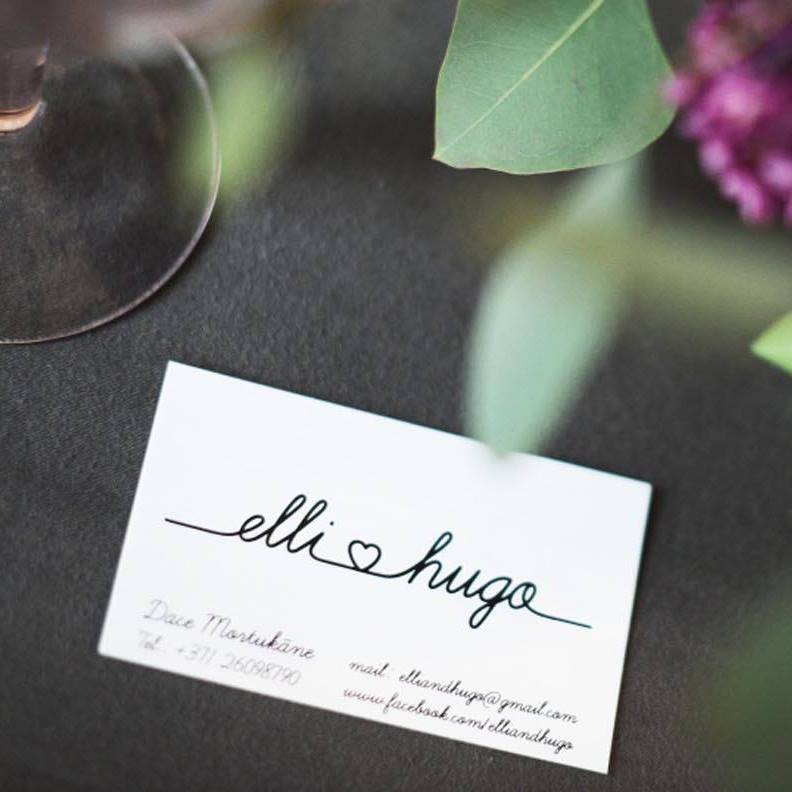 elli hugo
Dace Mortukāne
Tel.: +371 26098790
mail: elliandhugo@gmail.com
www.facebook.com/elliandhugo